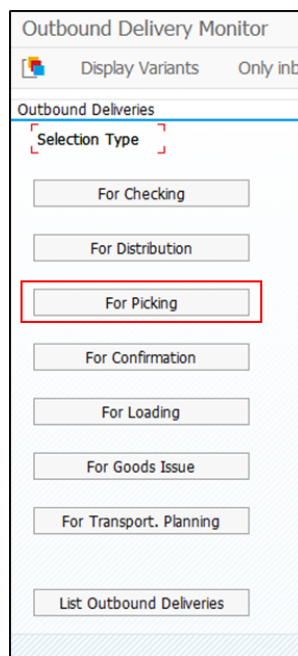 Outbound Delivery Monitor
Display Variants Only inb
Outbound Deliveries
Selection Type
For Checking
For Distribution
For Picking
For Confirmation
For Loading
For Goods Issue
For Transport. Planning
List Outbound Deliveries